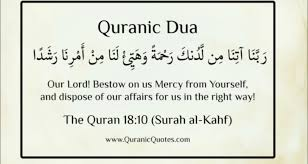 Quranic Dua
رَبَّنَا آتِنَا مِن لَّدُنكَ رَحْمَةً وَهَيِّئْ لَنَا مِنْ أَمْرِنَا رَشَدًا
Our Lord! Bestow on us Mercy from Yourself,
and dispose of our affairs for us in the right way!
The Quran 18:10 (Surah al-Kahf)
www.QuranicQuotes.com